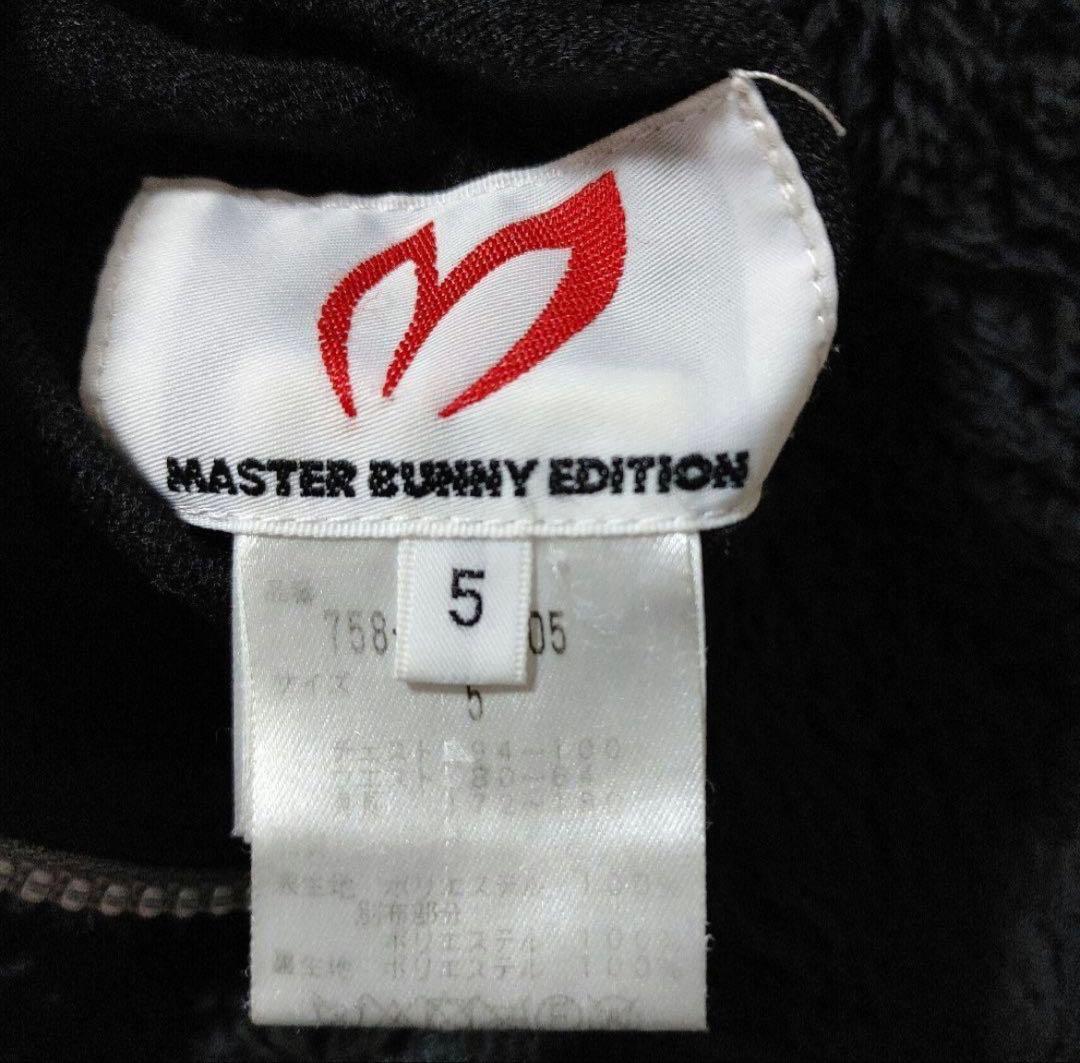 MASTER BUNNY EDITION
5
品番
758- 05
サイズ
5
チェスト 94-100
ウエスト 80-84
身長 172-180
表生地 ポリエステル 100%
別布部分
ポリエステル 100%
裏生地 ポリエステル 100%